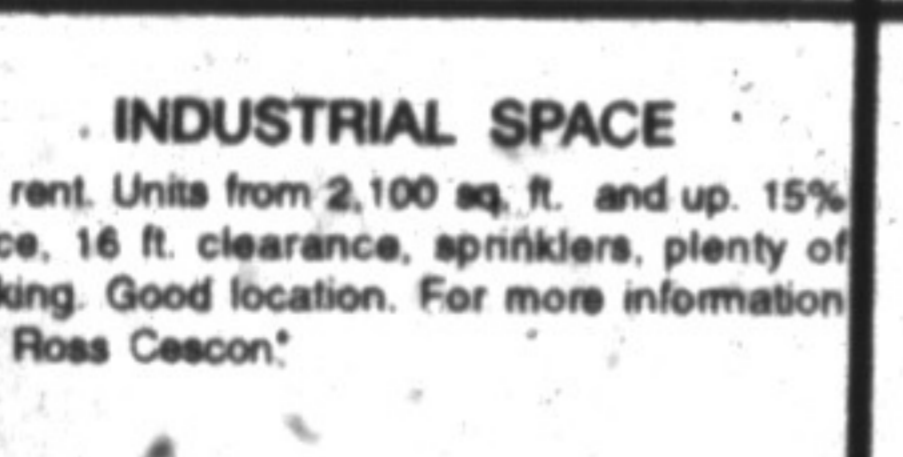 INDUSTRIAL SPACE
rent. Units from 2,100 sq. ft. and up. 15%
ce, 16 ft. clearance, sprinklers, plenty of
king. Good location. For more information
Ross Cescon.*